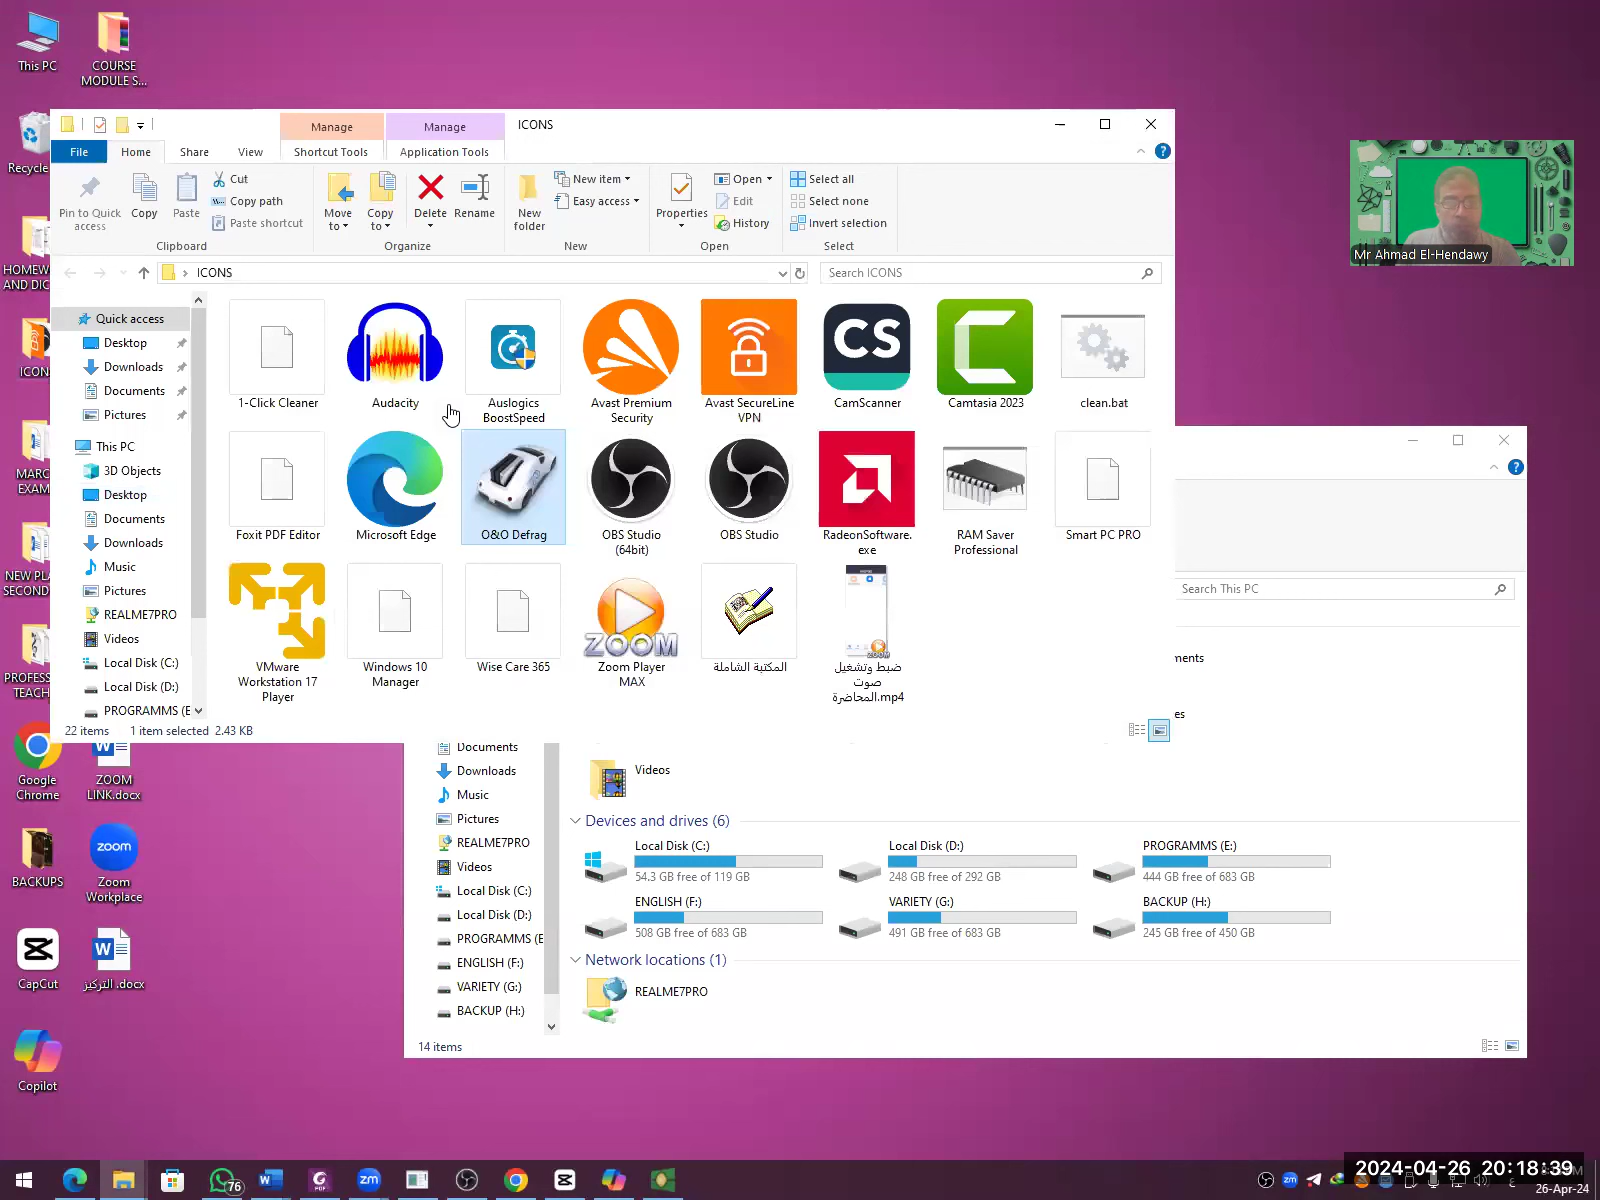 This PC
COURSE
MODULE S...
Recycle
HOMEW
AND DIC
ICON
MARC
EXAM
NEW PLA
SECOND
PROFESS
TEACH
Google
Chrome
ZOOM
LINK.docx
BACKUPS
Zoom
Workplace
zoom
CapCut
التركيز .docx
Copilot
Manage
Manage
ICONS
File
Home
Share
View
Shortcut Tools
Application Tools
Pin to Quick
access
Copy
Paste
Cut
Copy path
Paste shortcut
Clipboard
Move
to
Copy
to
Delete
Rename
Organize
New
folder
New item
Easy access
New
Properties
Open
Edit
History
Open
Select all
Select none
Invert selection
Select
ICONS
Search ICONS
Quick access
Desktop
Downloads
Documents
Pictures
This PC
3D Objects
Desktop
Documents
Downloads
Music
Pictures
REALME7PRO
Videos
Local Disk (C:)
Local Disk (D:)
PROGRAMMS (E
1-Click Cleaner
Audacity
Auslogics
BoostSpeed
Avast Premium
Security
Avast SecureLine
VPN
CS
CamScanner
Camtasia 2023
clean.bat
Foxit PDF Editor
Microsoft Edge
O&O Defrag
OBS Studio
(64bit)
OBS Studio
RadeonSoftware.
exe
RAM Saver
Professional
Smart PC PRO
VMware
Workstation 17
Player
Windows 10
Manager
Wise Care 365
ZOOM
Zoom Player
MAX
المكتبة الشاملة
ZOOM
ضبط وتشغيل
صوت
المحاضرة.mp4
22 items
1 item selected 2.43 KB
Mr Ahmad El-Hendawy
Search This PC
ments
es
Documents
Downloads
Music
Pictures
REALME7PRO
Videos
Local Disk (C:)
Local Disk (D:)
PROGRAMMS (E
ENGLISH (F:)
VARIETY (G:)
BACKUP (H:)
Videos
Devices and drives (6)
Local Disk (C:)
54.3 GB free of 119 GB
Local Disk (D:)
248 GB free of 292 GB
PROGRAMMS (E:)
444 GB free of 683 GB
ENGLISH (F:)
508 GB free of 683 GB
VARIETY (G:)
491 GB free of 683 GB
BACKUP (H:)
245 GB free of 450 GB
Network locations (1)
REALME7PRO
14 items
76
zm
zm
2024-04-26 20:18:39
26-Apr-24